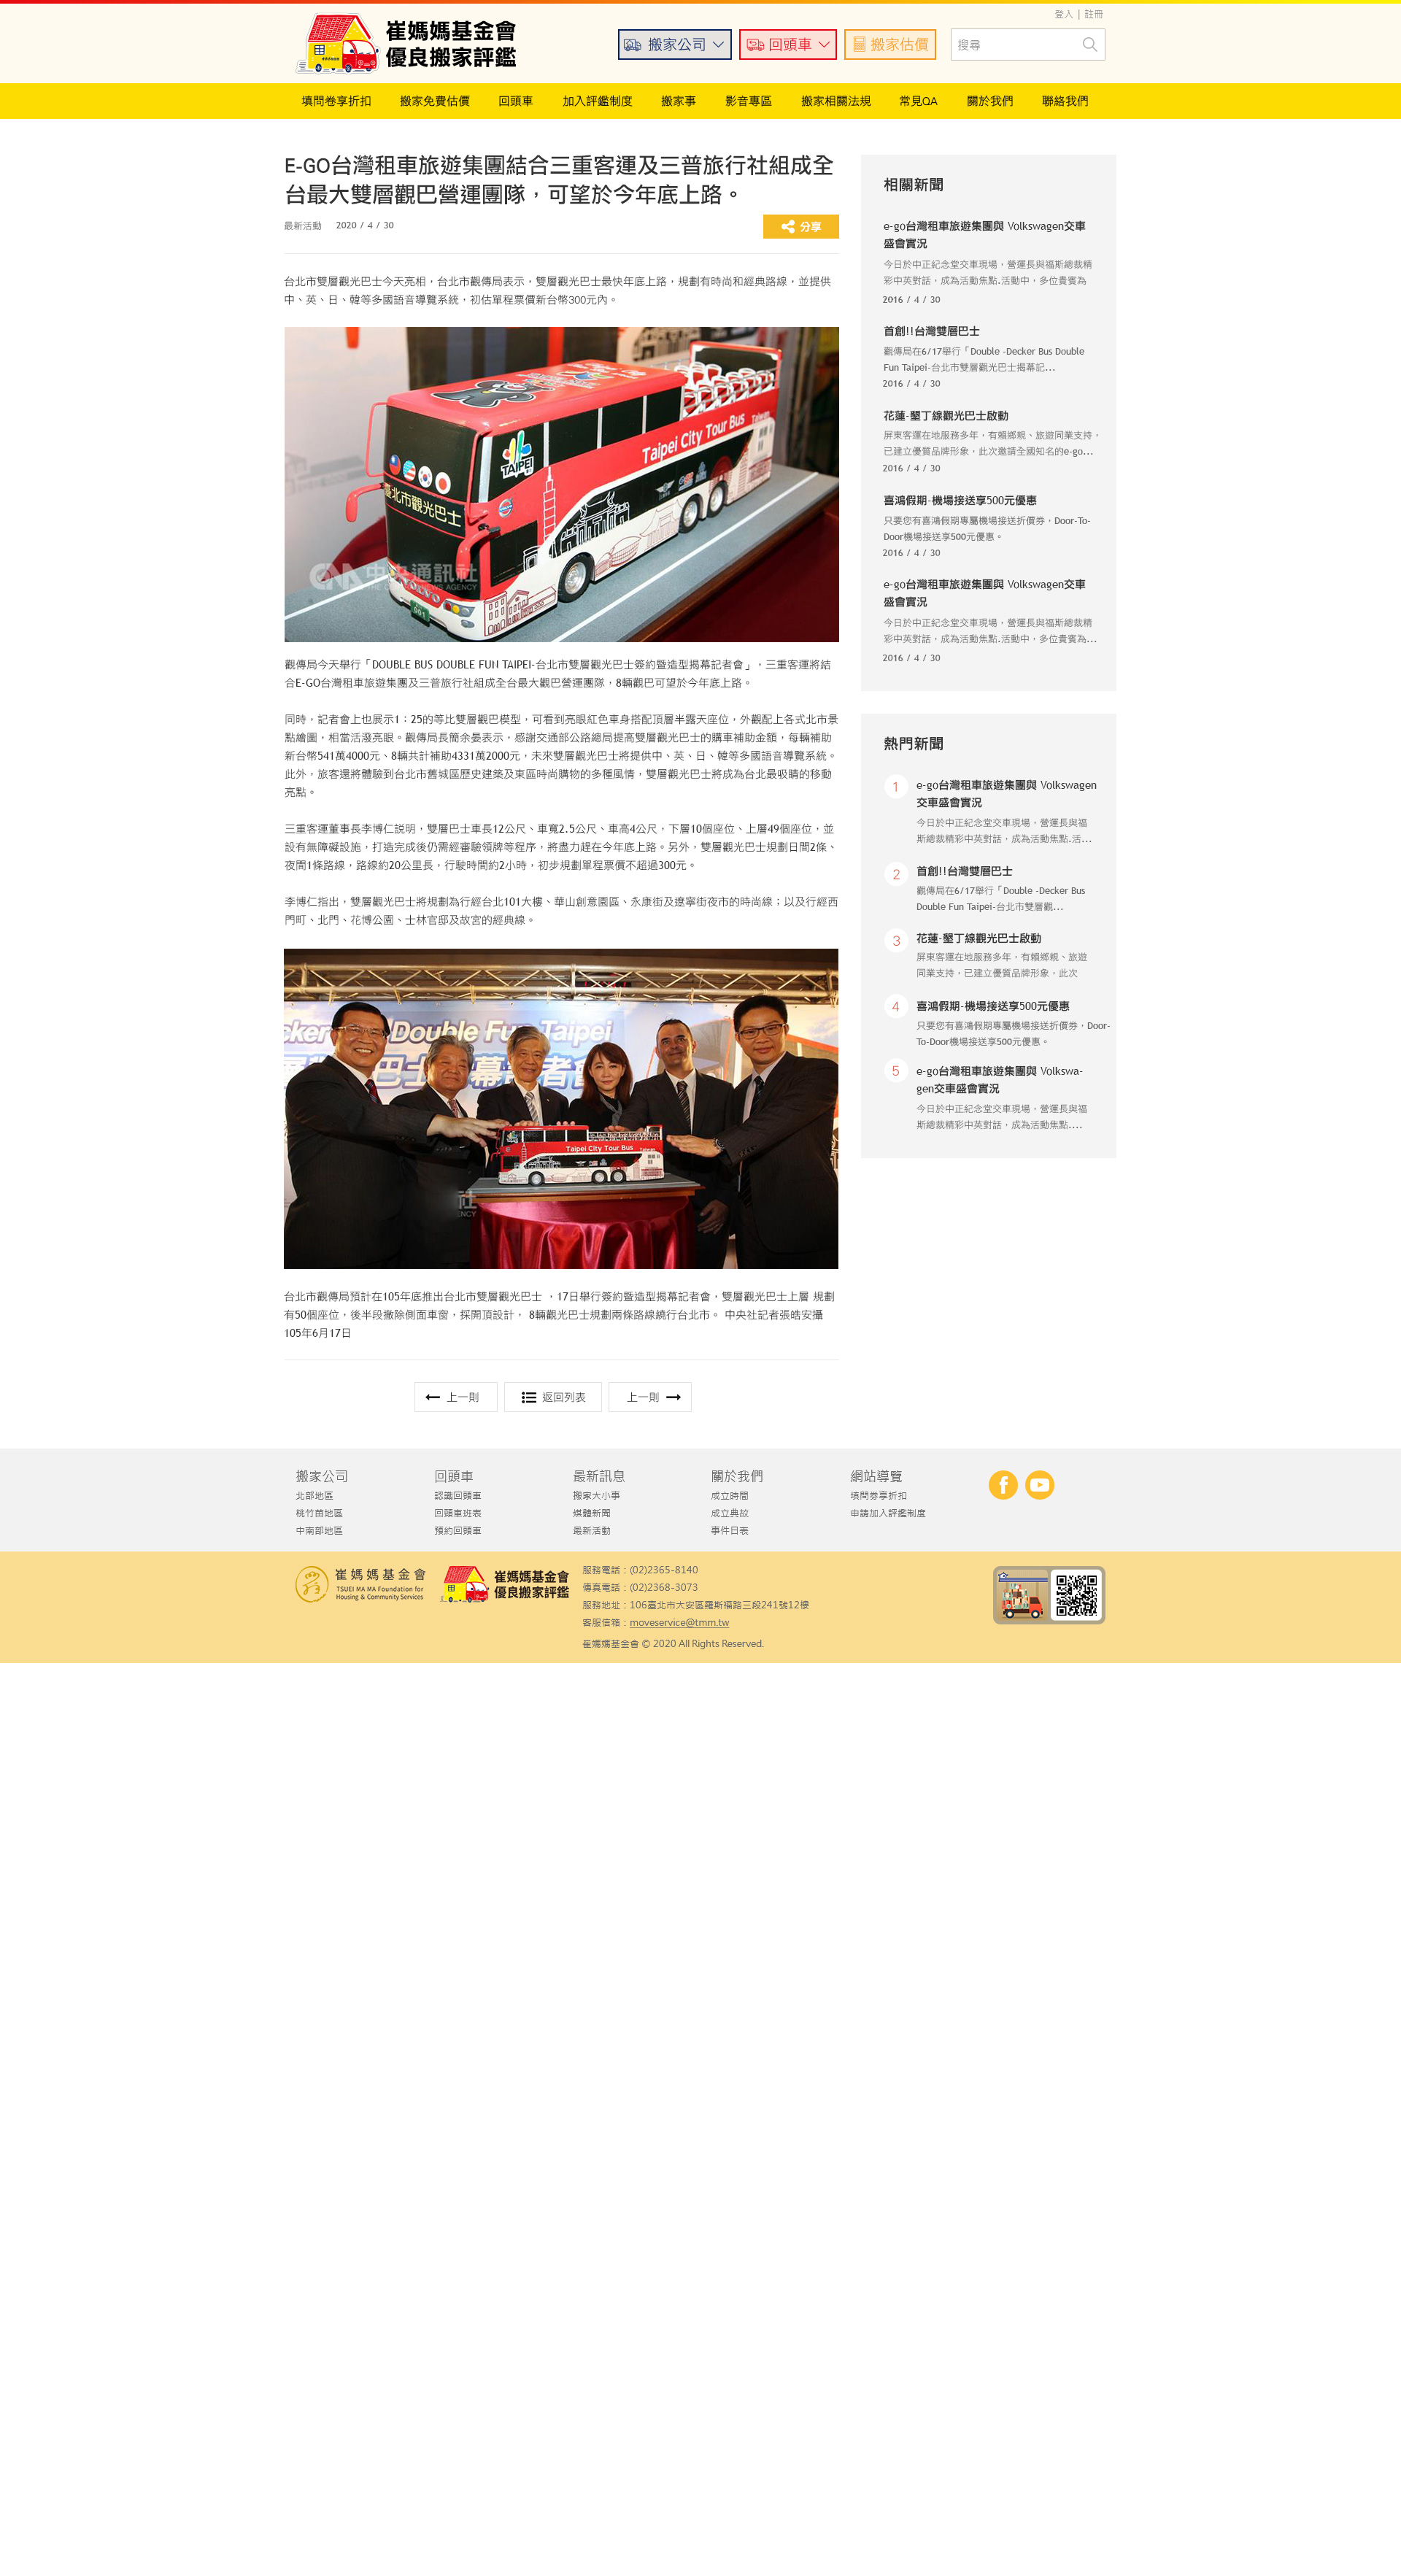 登入 | 註冊
崔媽媽基金會
優良搬家評鑑
搬家公司
回頭車
搬家估價
搜尋
填問卷享折扣 搬家免費估價 回頭車 加入評鑑制度 搬家事 影音專區 搬家相關法規 常見QA 關於我們 聯絡我們
E-GO台灣租車旅遊集團結合三重客運及三普旅行社組成全
台最大雙層觀巴營運團隊，可望於今年底上路。
最新活動 2020 / 4 / 30
分享
台北市雙層觀光巴士今天亮相，台北市觀傳局表示，雙層觀光巴士最快年底上路，規劃有時尚和經典路線，並提供
中、英、日、韓等多國語音導覽系統，初估單程票價新台幣300元內。
Taiwan
Taipei City Tour Bus
TAIPEI
臺北市觀光巴士
中央通訊社
VOLVO
001
觀傳局今天舉行「DOUBLE BUS DOUBLE FUN TAIPEI-台北市雙層觀光巴士簽約暨造型揭幕記者會」，三重客運將結
合E-GO台灣租車旅遊集團及三普旅行社組成全台最大觀巴營運團隊，8輛觀巴可望於今年底上路。
同時，記者會上也展示1：25的等比雙層觀巴模型，可看到亮眼紅色車身搭配頂層半露天座位，外觀配上各式北市景
點繪圖，相當活潑亮眼。觀傳局長簡余晏表示，感謝交通部公路總局提高雙層觀光巴士的購車補助金額，每輛補助
新台幣541萬4000元、8輛共計補助4331萬2000元，未來雙層觀光巴士將提供中、英、日、韓等多國語音導覽系統。
此外，旅客還將體驗到台北市舊城區歷史建築及東區時尚購物的多種風情，雙層觀光巴士將成為台北最吸睛的移動
亮點。
三重客運董事長李博仁説明，雙層巴士車長12公尺、車寬2.5公尺、車高4公尺，下層10個座位、上層49個座位，並
設有無障礙設施，打造完成後仍需經審驗領牌等程序，將盡力趕在今年底上路。另外，雙層觀光巴士規劃日間2條、
夜間1條路線，路線約20公里長，行駛時間約2小時，初步規劃單程票價不超過300元。
李博仁指出，雙層觀光巴士將規劃為行經台北101大樓、華山創意園區、永康街及遼寧街夜市的時尚線；以及行經西
門町、北門、花博公園、士林官邸及故宮的經典線。
cker Double Fun Taipei
巴士 幕 者會
Taipei City Tour Bus
社
台北市觀傳局預計在105年底推出台北市雙層觀光巴士 ，17日舉行簽約暨造型揭幕記者會，雙層觀光巴士上層 規劃
有50個座位，後半段撤除側面車窗，採開頂設計， 8輛觀光巴士規劃兩條路線繞行台北市。 中央社記者張皓安攝
105年6月17日
上一則
返回列表
上一則
相關新聞
e-go台灣租車旅遊集團與 Volkswagen交車
盛會實況
今日於中正紀念堂交車現場，營運長與福斯總裁精
彩中英對話，成為活動焦點.活動中，多位貴賓為
2016 / 4 / 30
首創!!台灣雙層巴士
觀傳局在6/17舉行「Double -Decker Bus Double
Fun Taipei-台北市雙層觀光巴士揭幕記...
2016 / 4 / 30
花蓮-墾丁線觀光巴士啟動
屏東客運在地服務多年，有賴鄉親、旅遊同業支持，
已建立優質品牌形象，此次邀請全國知名的e-go...
2016 / 4 / 30
喜鴻假期-機場接送享500元優惠
只要您有喜鴻假期專屬機場接送折價券，Door-To-
Door機場接送享500元優惠。
2016 / 4 / 30
e-go台灣租車旅遊集團與 Volkswagen交車
盛會實況
今日於中正紀念堂交車現場，營運長與福斯總裁精
彩中英對話，成為活動焦點.活動中，多位貴賓為...
2016 / 4 / 30
熱門新聞
1 e-go台灣租車旅遊集團與 Volkswagen
交車盛會實況
今日於中正紀念堂交車現場，營運長與福
斯總裁精彩中英對話，成為活動焦點.活...
2 首創!!台灣雙層巴士
觀傳局在6/17舉行「Double -Decker Bus
Double Fun Taipei-台北市雙層觀...
3 花蓮-墾丁線觀光巴士啟動
屏東客運在地服務多年，有賴鄉親、旅遊
同業支持，已建立優質品牌形象，此次
4 喜鴻假期-機場接送享500元優惠
只要您有喜鴻假期專屬機場接送折價券，Door-
To-Door機場接送享500元優惠。
5 e-go台灣租車旅遊集團與 Volkswa-
gen交車盛會實況
今日於中正紀念堂交車現場，營運長與福
斯總裁精彩中英對話，成為活動焦點....
搬家公司 回頭車 最新訊息 關於我們 網站導覽
北部地區 認識回頭車 搬家大小事 成立時間 填問券享折扣
桃竹苗地區 回頭車班表 媒體新聞 成立典故 申請加入評鑑制度
中南部地區 預約回頭車 最新活動 事件日表
崔媽媽基金會
TSUEI MA MA Foundation for
Housing & Community Services
崔媽媽基金會
優良搬家評鑑
服務電話：(02)2365-8140
傳真電話：(02)2368-3073
服務地址：106臺北市大安區羅斯福路三段241號12樓
客服信箱：moveservice@tmm.tw
崔媽媽基金會 © 2020 All Rights Reserved.